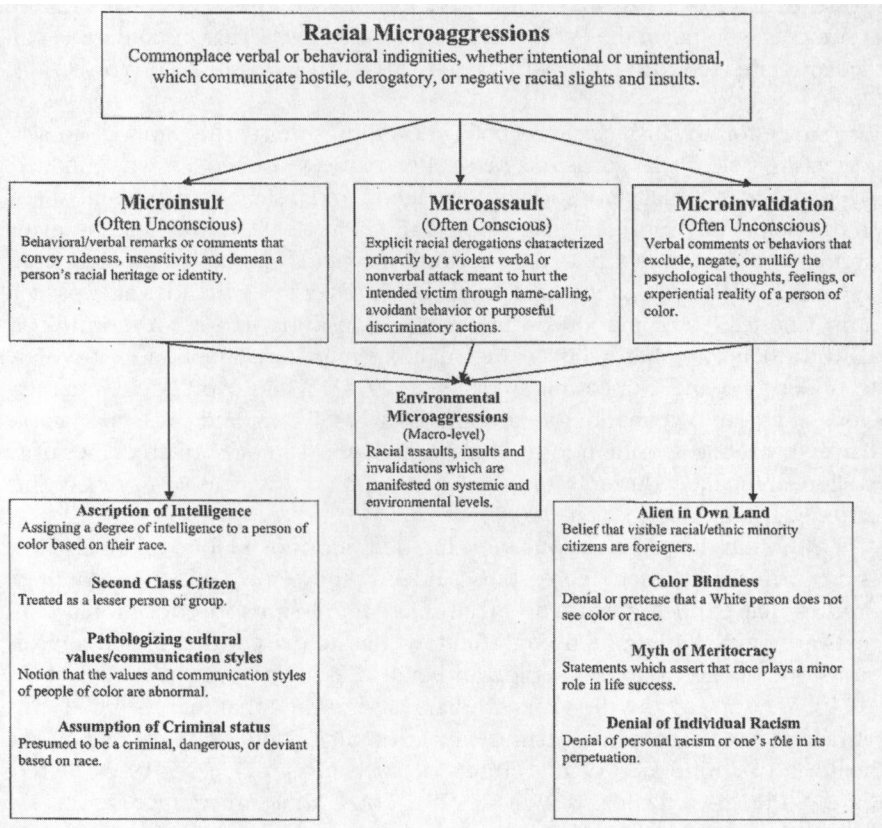 Racial Microaggressions
Commonplace verbal or behavioral indignities, whether intentional or unintentional,
which communicate hostile, derogatory, or negative racial slights and insults.
Microinsult
(Often Unconscious)
Behavioral/verbal remarks or comments that
convey rudeness, insensitivity and demean a
person's racial heritage or identity.
Microassault
(Often Conscious)
Explicit racial derogations characterized
primarily by a violent verbal or
nonverbal attack meant to hurt the
intended victim through name-calling,
avoidant behavior or purposeful
discriminatory actions.
Microinvalidation
(Often Unconscious)
Verbal comments or behaviors that
exclude, negate, or nullify the
psychological thoughts, feelings, or
experiential reality of a person of
color.
Environmental
Microaggressions
(Macro-level)
Racial assaults, insults and
invalidations which are
manifested on systemic and
environmental levels.
Ascription of Intelligence
Assigning a degree of intelligence to a person of
color based on their race.
Second Class Citizen
Treated as a lesser person or group.
Pathologizing cultural
values/communication styles
Notion that the values and communication styles
of people of color are abnormal.
Assumption of Criminal status
Presumed to be a criminal, dangerous, or deviant
based on race.
Alien in Own Land
Belief that visible racial/ethnic minority
citizens are foreigners.
Color Blindness
Denial or pretense that a White person does not
see color or race.
Myth of Meritocracy
Statements which assert that race plays a minor
role in life success.
Denial of Individual Racism
Denial of personal racism or one's role in its
perpetuation.